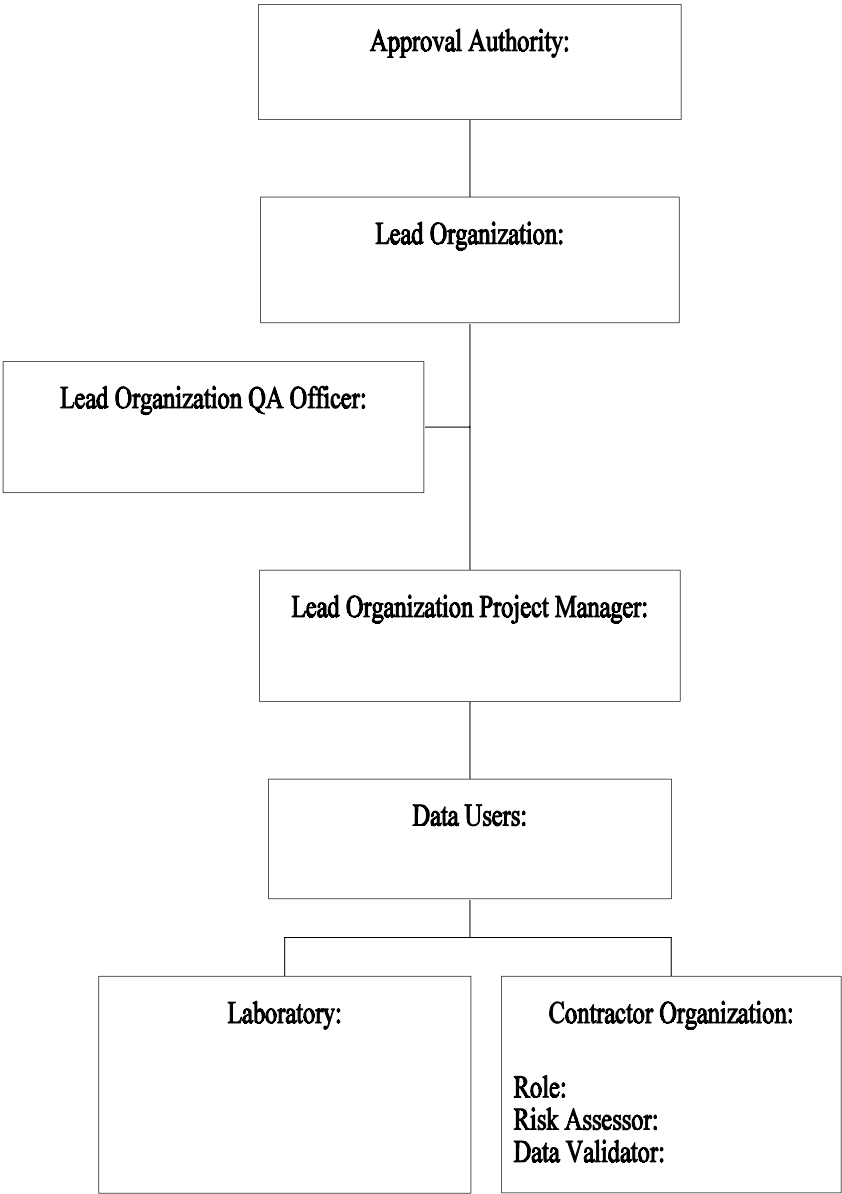 Approval Authority:
Lead Organization:
Lead Organization QA Officer:
Lead Organization Project Manager:
Data Users:
Laboratory:
Contractor Organization:
Role:
Risk Assessor:
Data Validator: